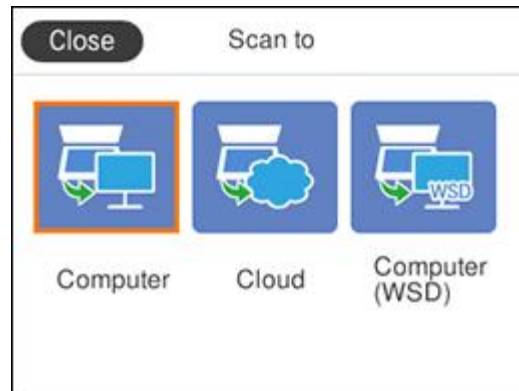 Close
Scan to
WSD
Computer
Cloud
Computer
(WSD)